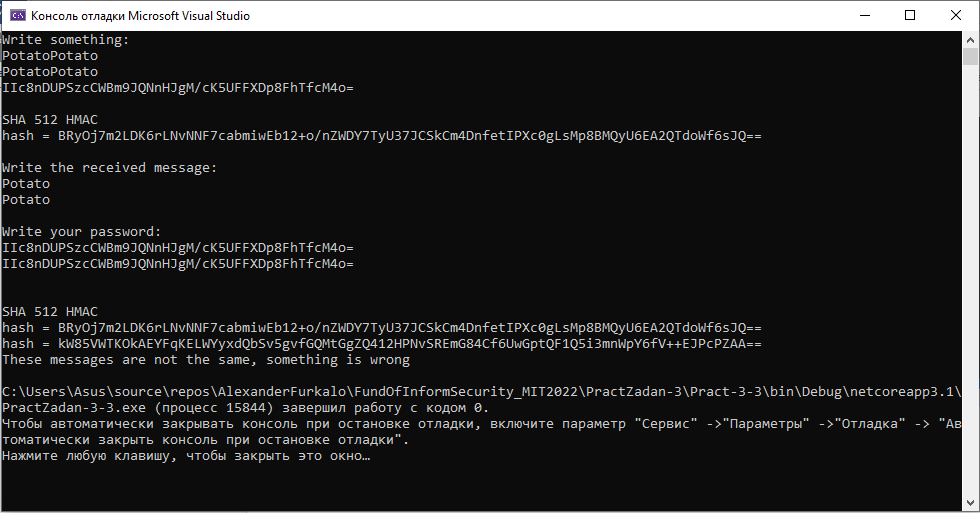 Консоль отладки Microsoft Visual Studio
Write something:
PotatoPotato
PotatoPotato
IIc8nDUPSzcCWBm9JQNnHJgM/cK5UFFXDp8FhTfcM4o=
SHA 512 HMAC
hash = BRyOj7m2LDK6rLNvNNF7cabmiwEb12+o/nZWDY7TyU37JCSkCm4DnfetIPXc0gLsMp8BMQyU6EA2QTdoWf6sJQ==
Write the received message:
Potato
Potato
Write your password:
IIc8nDUPSzcCWBm9JQNnHJgM/cK5UFFXDp8FhTfcM4o=
IIc8nDUPSzcCWBm9JQNnHJgM/cK5UFFXDp8FhTfcM4o=
SHA 512 HMAC
hash = BRyOj7m2LDK6rLNvNNF7cabmiwEb12+o/nZWDY7TyU37JCSkCm4DnfetIPXc0gLsMp8BMQyU6EA2QTdoWf6sJQ==
hash = kW85VWTKOkAEYFqKELWYyxdQbSv5gvfGQMtGgZQ412HPNvSREmG84Cf6UwGptQF1Q5i3mnWpY6fV++EJPcPZAA==
These messages are not the same, something is wrong
C:\Users\Asus\source\repos\AlexanderFurkalo\FundOfInformSecurity_MIT2022\PractZadan-3\Pract-3-3\bin\Debug\netcoreapp3.1\
PractZadan-3-3.exe (процесс 15844) завершил работу с кодом 0.
Чтобы автоматически закрывать консоль при остановке отладки, включите параметр "Сервис" ->"Параметры" ->"Отладка" -> "Ав
томатически закрыть консоль при остановке отладки".
Нажмите любую клавишу, чтобы закрыть это окно…